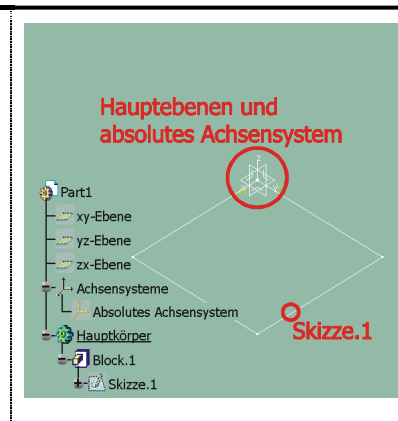 Hauptebenen und
absolutes Achsensystem
z
x
y
Part1
xy-Ebene
yz-Ebene
zx-Ebene
Achsensysteme
Absolutes Achsensystem
Hauptkörper
Skizze.1
Block.1
Skizze.1